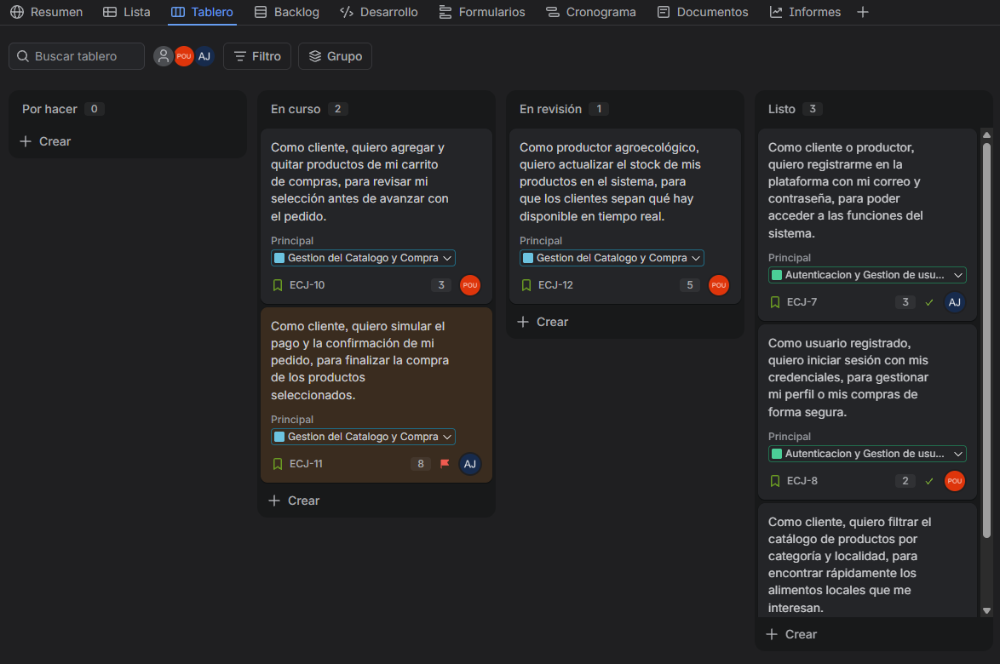 Resumen Lista Tablero Backlog Desarrollo Formularios Cronograma Documentos Informes
Buscar tablero POU AJ Filtro Grupo
Por hacer 0
Crear
En curso 2
Como cliente, quiero agregar y
quitar productos de mi carrito
de compras, para revisar mi
selección antes de avanzar con
el pedido.
Principal
Gestion del Catalogo y Compra
ECJ-10 3 POU
Como cliente, quiero simular el
pago y la confirmación de mi
pedido, para finalizar la compra
de los productos
seleccionados.
Principal
Gestion del Catalogo y Compra
ECJ-11 8 AJ
Crear
En revisión 1
Como productor agroecológico,
quiero actualizar el stock de mis
productos en el sistema, para
que los clientes sepan qué hay
disponible en tiempo real.
Principal
Gestion del Catalogo y Compra
ECJ-12 5 POU
Crear
Listo 3
Como cliente o productor,
quiero registrarme en la
plataforma con mi correo y
contraseña, para poder
acceder a las funciones del
sistema.
Principal
Autenticacion y Gestion de usu...
ECJ-7 3 AJ
Como usuario registrado,
quiero iniciar sesión con mis
credenciales, para gestionar
mi perfil o mis compras de
forma segura.
Principal
Autenticacion y Gestion de usu...
ECJ-8 2 POU
Como cliente, quiero filtrar el
catálogo de productos por
categoría y localidad, para
encontrar rápidamente los
alimentos locales que me
interesan.
Crear